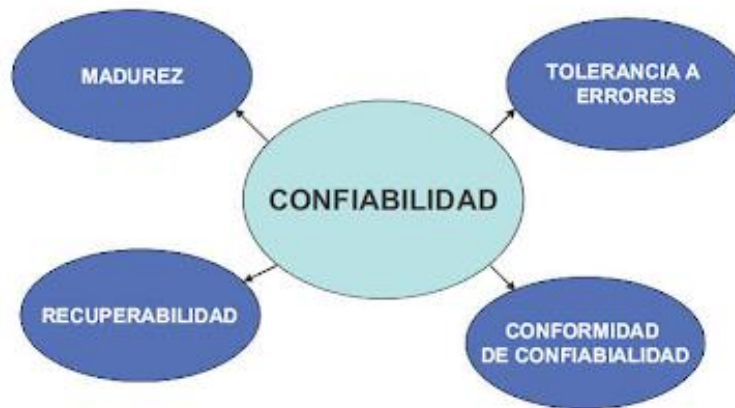 MADUREZ
TOLERANCIA A
ERRORES
CONFIABILIDAD
RECUPERABILIDAD
CONFORMIDAD
DE CONFIABIALIDAD